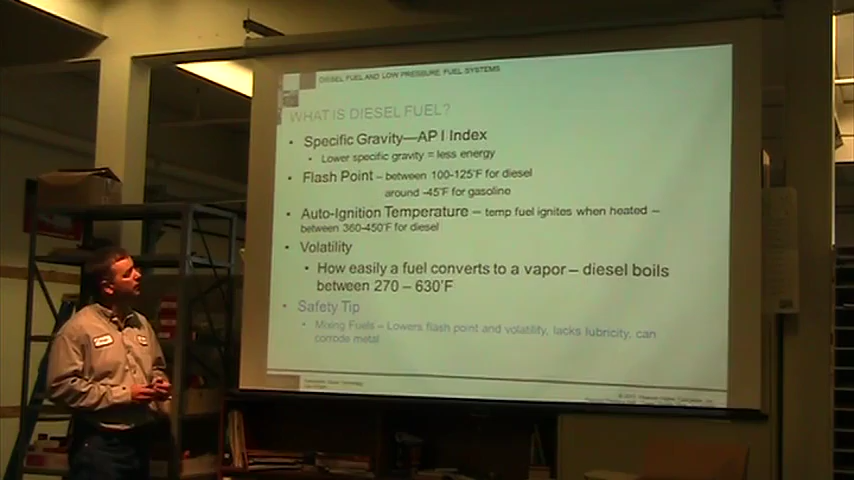 DIESEL FUEL AND LOW PRESSURE FUEL SYSTEMS
WHAT IS DIESEL FUEL?
• Specific Gravity—AP I Index
• Lower specific gravity = less energy
• Flash Point – between 100-125°F for diesel
around -45°F for gasoline
• Auto-Ignition Temperature – temp fuel ignites when heated –
between 360-450°F for diesel
• Volatility
• How easily a fuel converts to a vapor – diesel boils
between 270 – 630°F
• Safety Tip
• Mixing Fuels – Lowers flash point and volatility, lacks lubricity, can
corrode metal